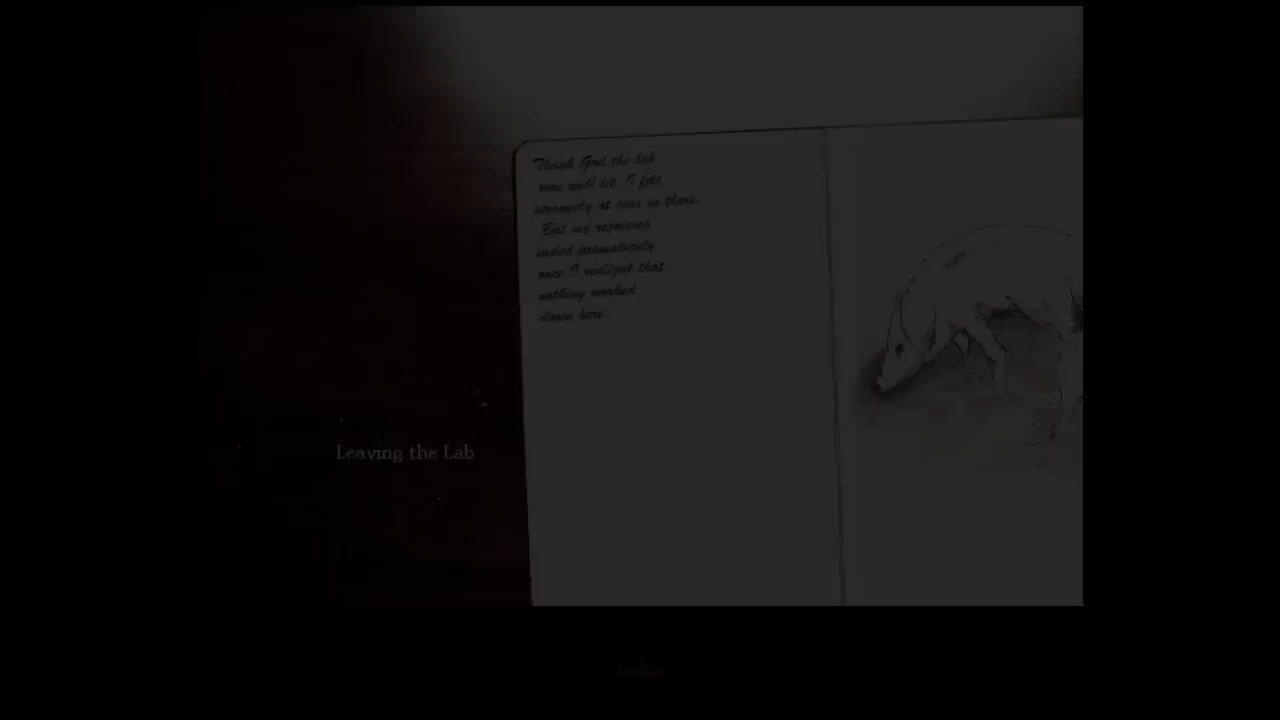 Thank God the lab
was well lit. I felt
strangely at ease in there.
But my rejoising
ended prematurely
once I realized that
nothing worked
down here.
Leaving the Lab